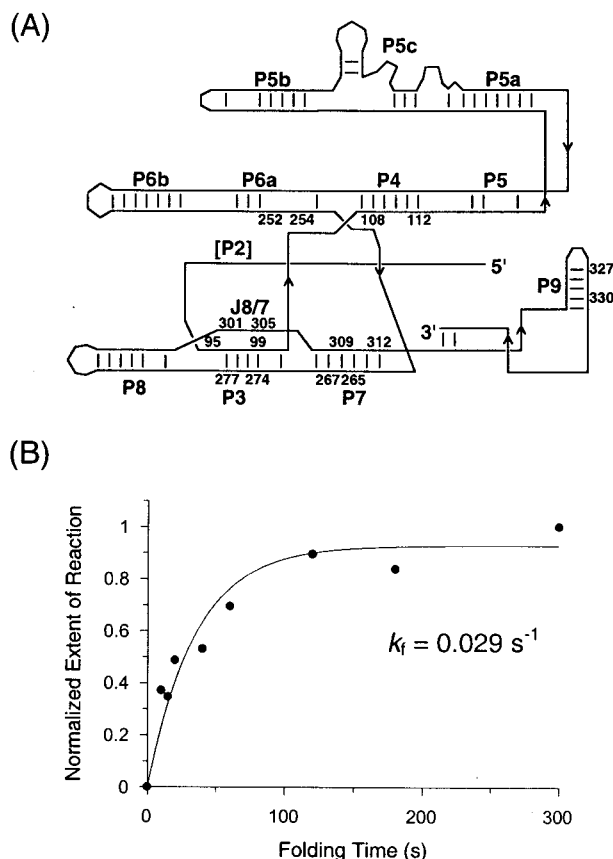 (A)
P5c
P5b P5a
P6b P6a P4 P5
252 254 108 112
[P2] 5'
P9 327
330
J8/7
301 305
95 99 309 312 3'
277 274 267 265
P8 P3 P7
(B)
Normalized Extent of Reaction
1
0.8
0.6
0.4
0.2
0
kf = 0.029 s-1
0 100 200 300
Folding Time (s)